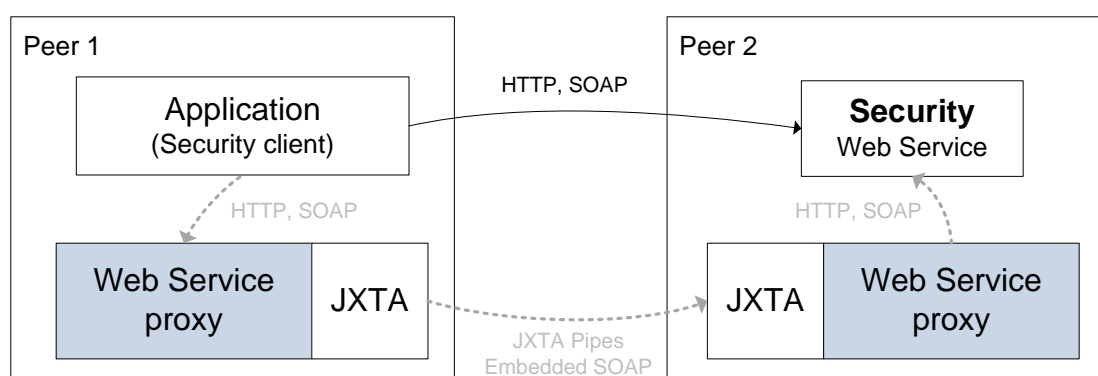 Peer 1
Application
(Security client)
HTTP, SOAP
Peer 2
Security
Web Service
HTTP, SOAP
HTTP, SOAP
Web Service
proxy
JXTA
JXTA Pipes
Embedded SOAP
JXTA
Web Service
proxy